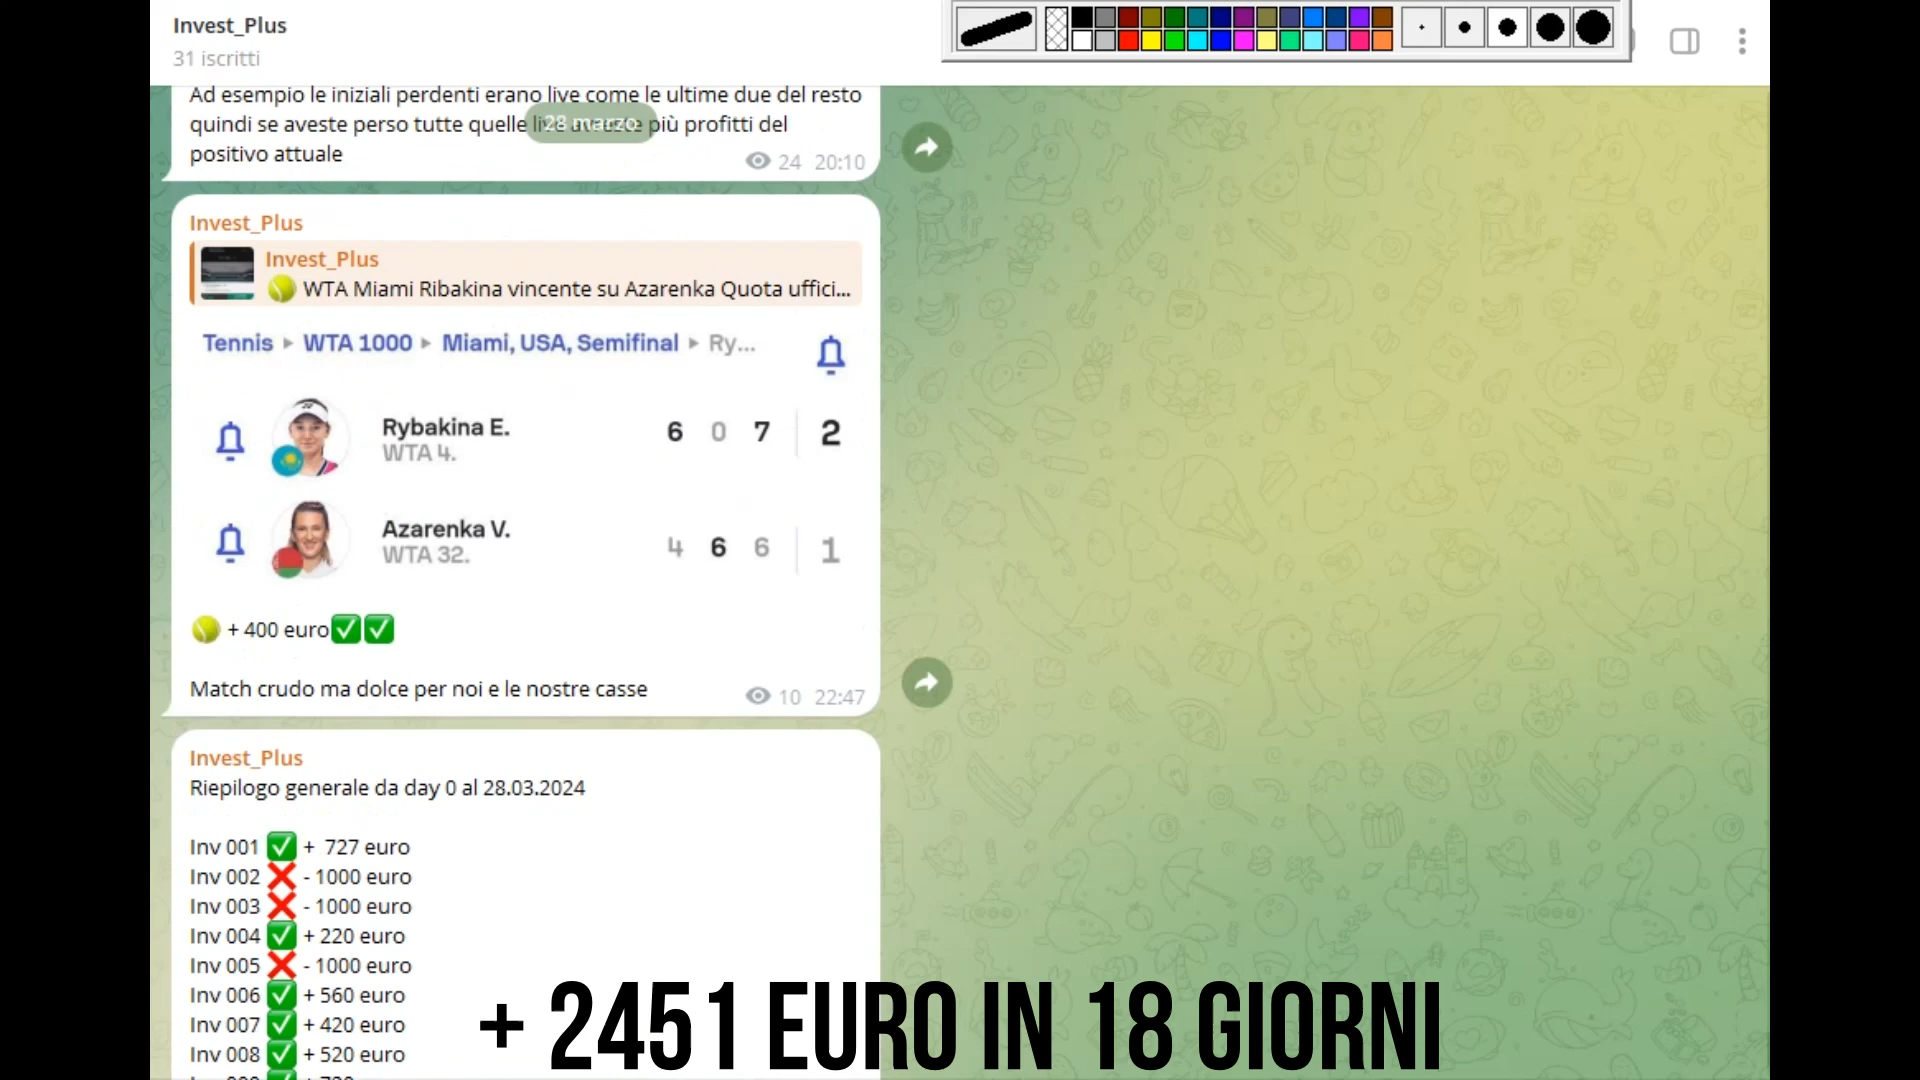 Invest_Plus
31 iscritti
Ad esempio le iniziali perdenti erano live come le ultime due del resto
quindi se aveste perso tutte quelle live avreste più profitti del
positivo attuale
28 marzo
24 20:10
Invest_Plus
Invest_Plus
WTA Miami Ribakina vincente su Azarenka Quota uffici...
Tennis ▸ WTA 1000 ▸ Miami, USA, Semifinal ▸ Ry...
Rybakina E. 6 0 7 2
WTA 4.
Azarenka V. 4 6 6 1
WTA 32.
🎾 + 400 euro✅✅
Match crudo ma dolce per noi e le nostre casse
10 22:47
Invest_Plus
Riepilogo generale da day 0 al 28.03.2024
Inv 001 ✅ + 727 euro
Inv 002 ❌ - 1000 euro
Inv 003 ❌ - 1000 euro
Inv 004 ✅ + 220 euro
Inv 005 ❌ - 1000 euro
Inv 006 ✅ + 560 euro
Inv 007 ✅ + 420 euro
Inv 008 ✅ + 520 euro
+ 2451 EURO IN 18 GIORNI